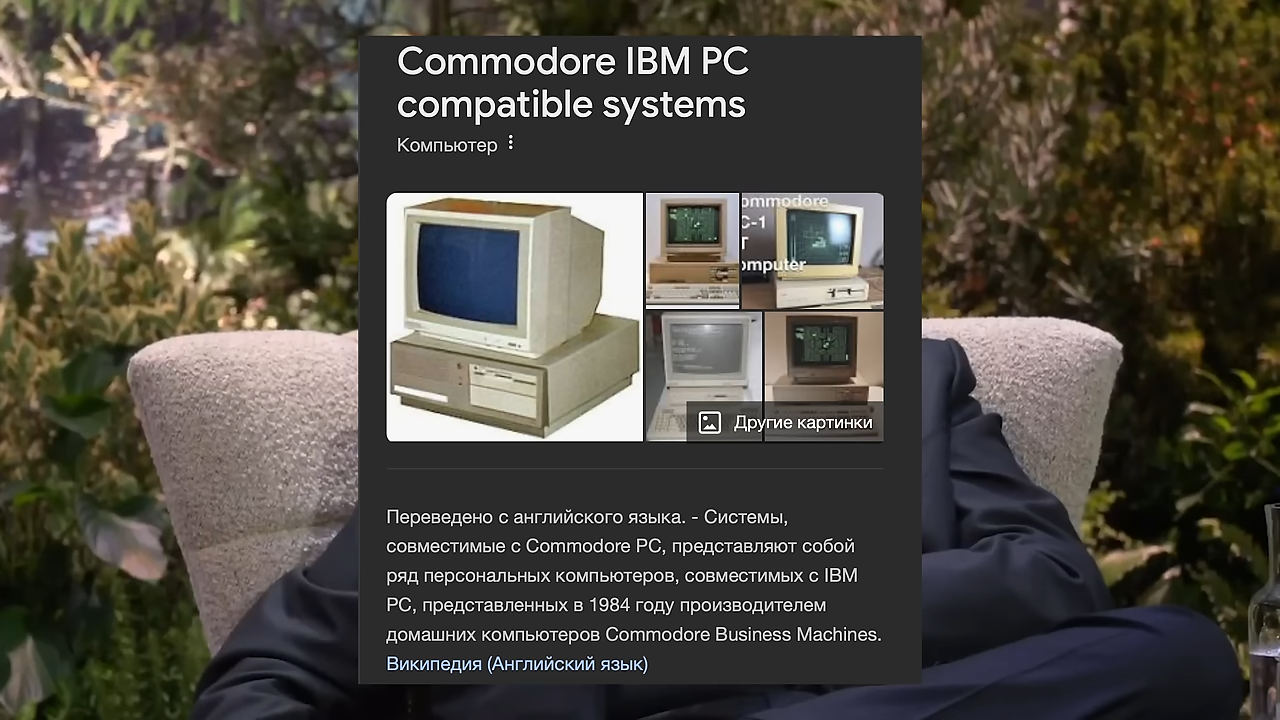 Commodore IBM PC
compatible systems
Компьютер
ommodore
C-1
T
omputer
Другие картинки
Переведено с английского языка. - Системы,
совместимые с Commodore PC, представляют собой
ряд персональных компьютеров, совместимых с IBM
PC, представленных в 1984 году производителем
домашних компьютеров Commodore Business Machines.
Википедия (Английский язык)